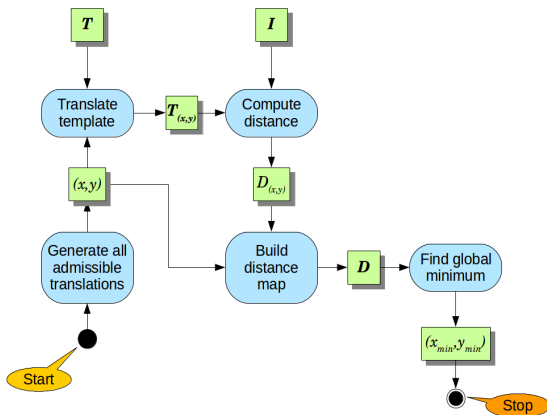 T
I
Translate
template
T(x,y)
Compute
distance
(x,y)
D(x,y)
Generate all
admissible
translations
Build
distance
map
D
Find global
minimum
(xmin,ymin)
Start
Stop